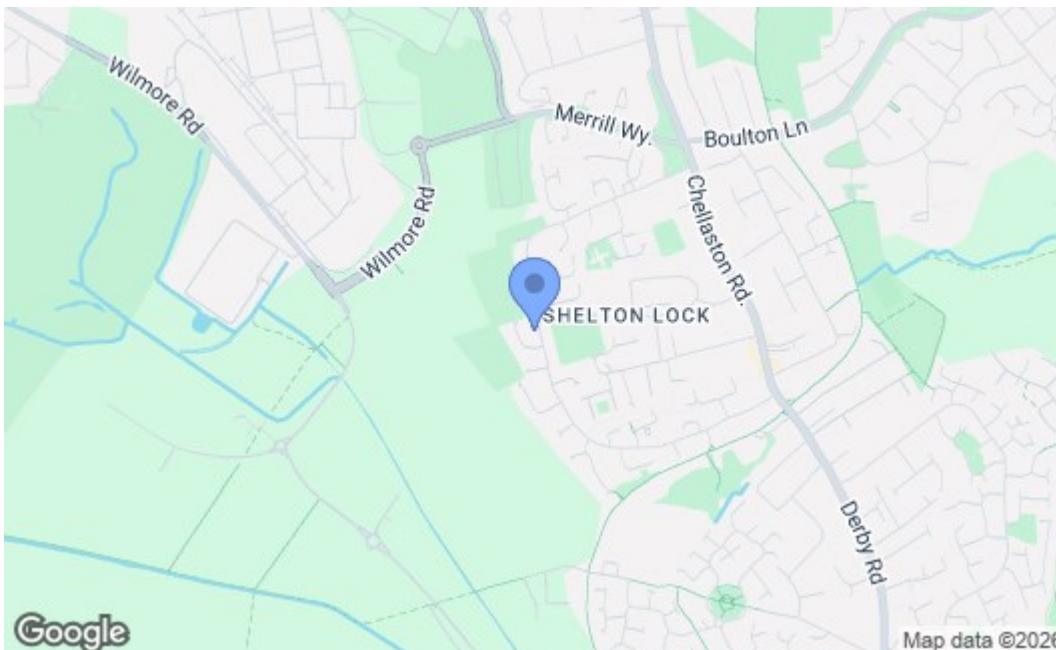 Wilmore Rd
Merrill Wy.
Boulton Ln
Wilmore Rd
Chellaston Rd.
SHELTON LOCK
Derby Rd
Google
Map data ©2026